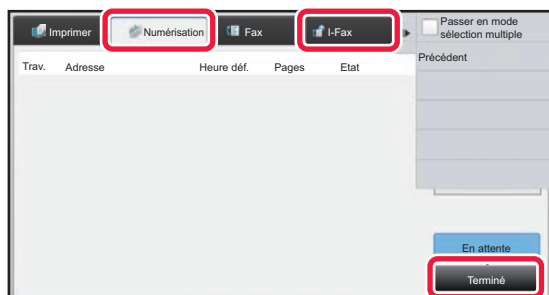 Imprimer Numérisation Fax I-Fax
Passer en mode
sélection multiple
Précédent
Trav. Adresse Heure déf. Pages Etat
En attente
Terminé